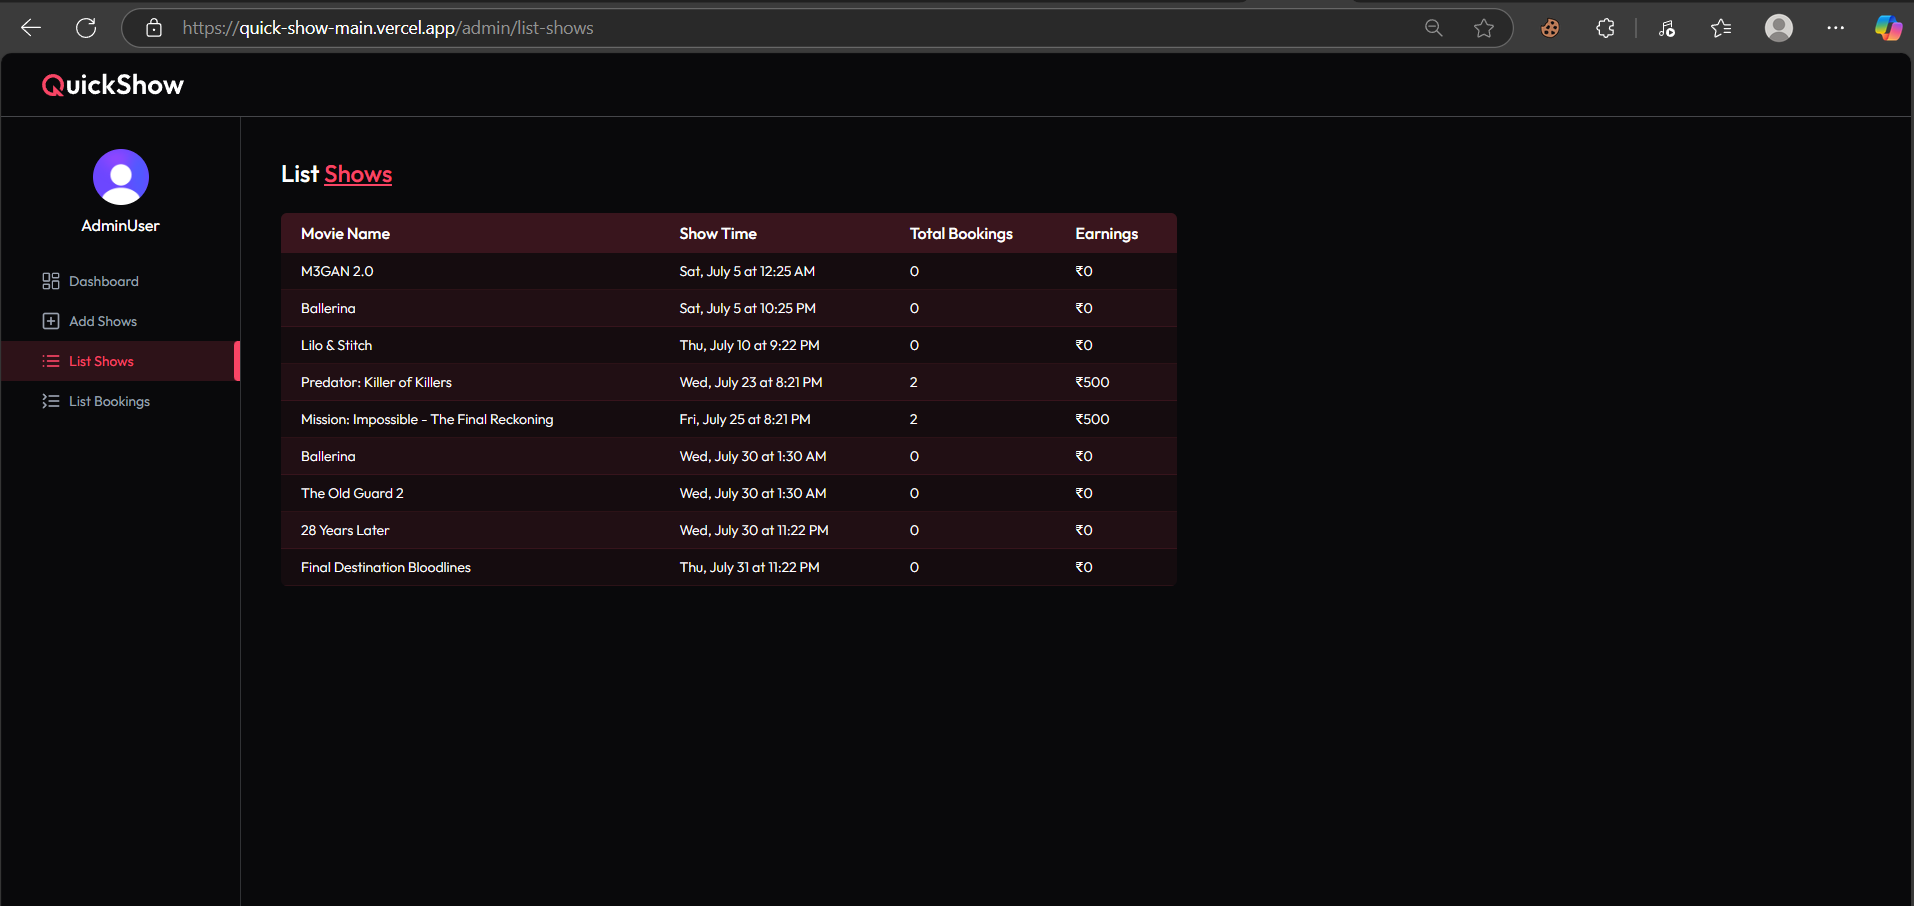 https://quick-show-main.vercel.app/admin/list-shows
QuickShow
AdminUser
Dashboard
Add Shows
List Shows
List Bookings
List Shows
Movie Name Show Time Total Bookings Earnings
M3GAN 2.0 Sat, July 5 at 12:25 AM 0 ₹0
Ballerina Sat, July 5 at 10:25 PM 0 ₹0
Lilo & Stitch Thu, July 10 at 9:22 PM 0 ₹0
Predator: Killer of Killers Wed, July 23 at 8:21 PM 2 ₹500
Mission: Impossible - The Final Reckoning Fri, July 25 at 8:21 PM 2 ₹500
Ballerina Wed, July 30 at 1:30 AM 0 ₹0
The Old Guard 2 Wed, July 30 at 1:30 AM 0 ₹0
28 Years Later Wed, July 30 at 11:22 PM 0 ₹0
Final Destination Bloodlines Thu, July 31 at 11:22 PM 0 ₹0